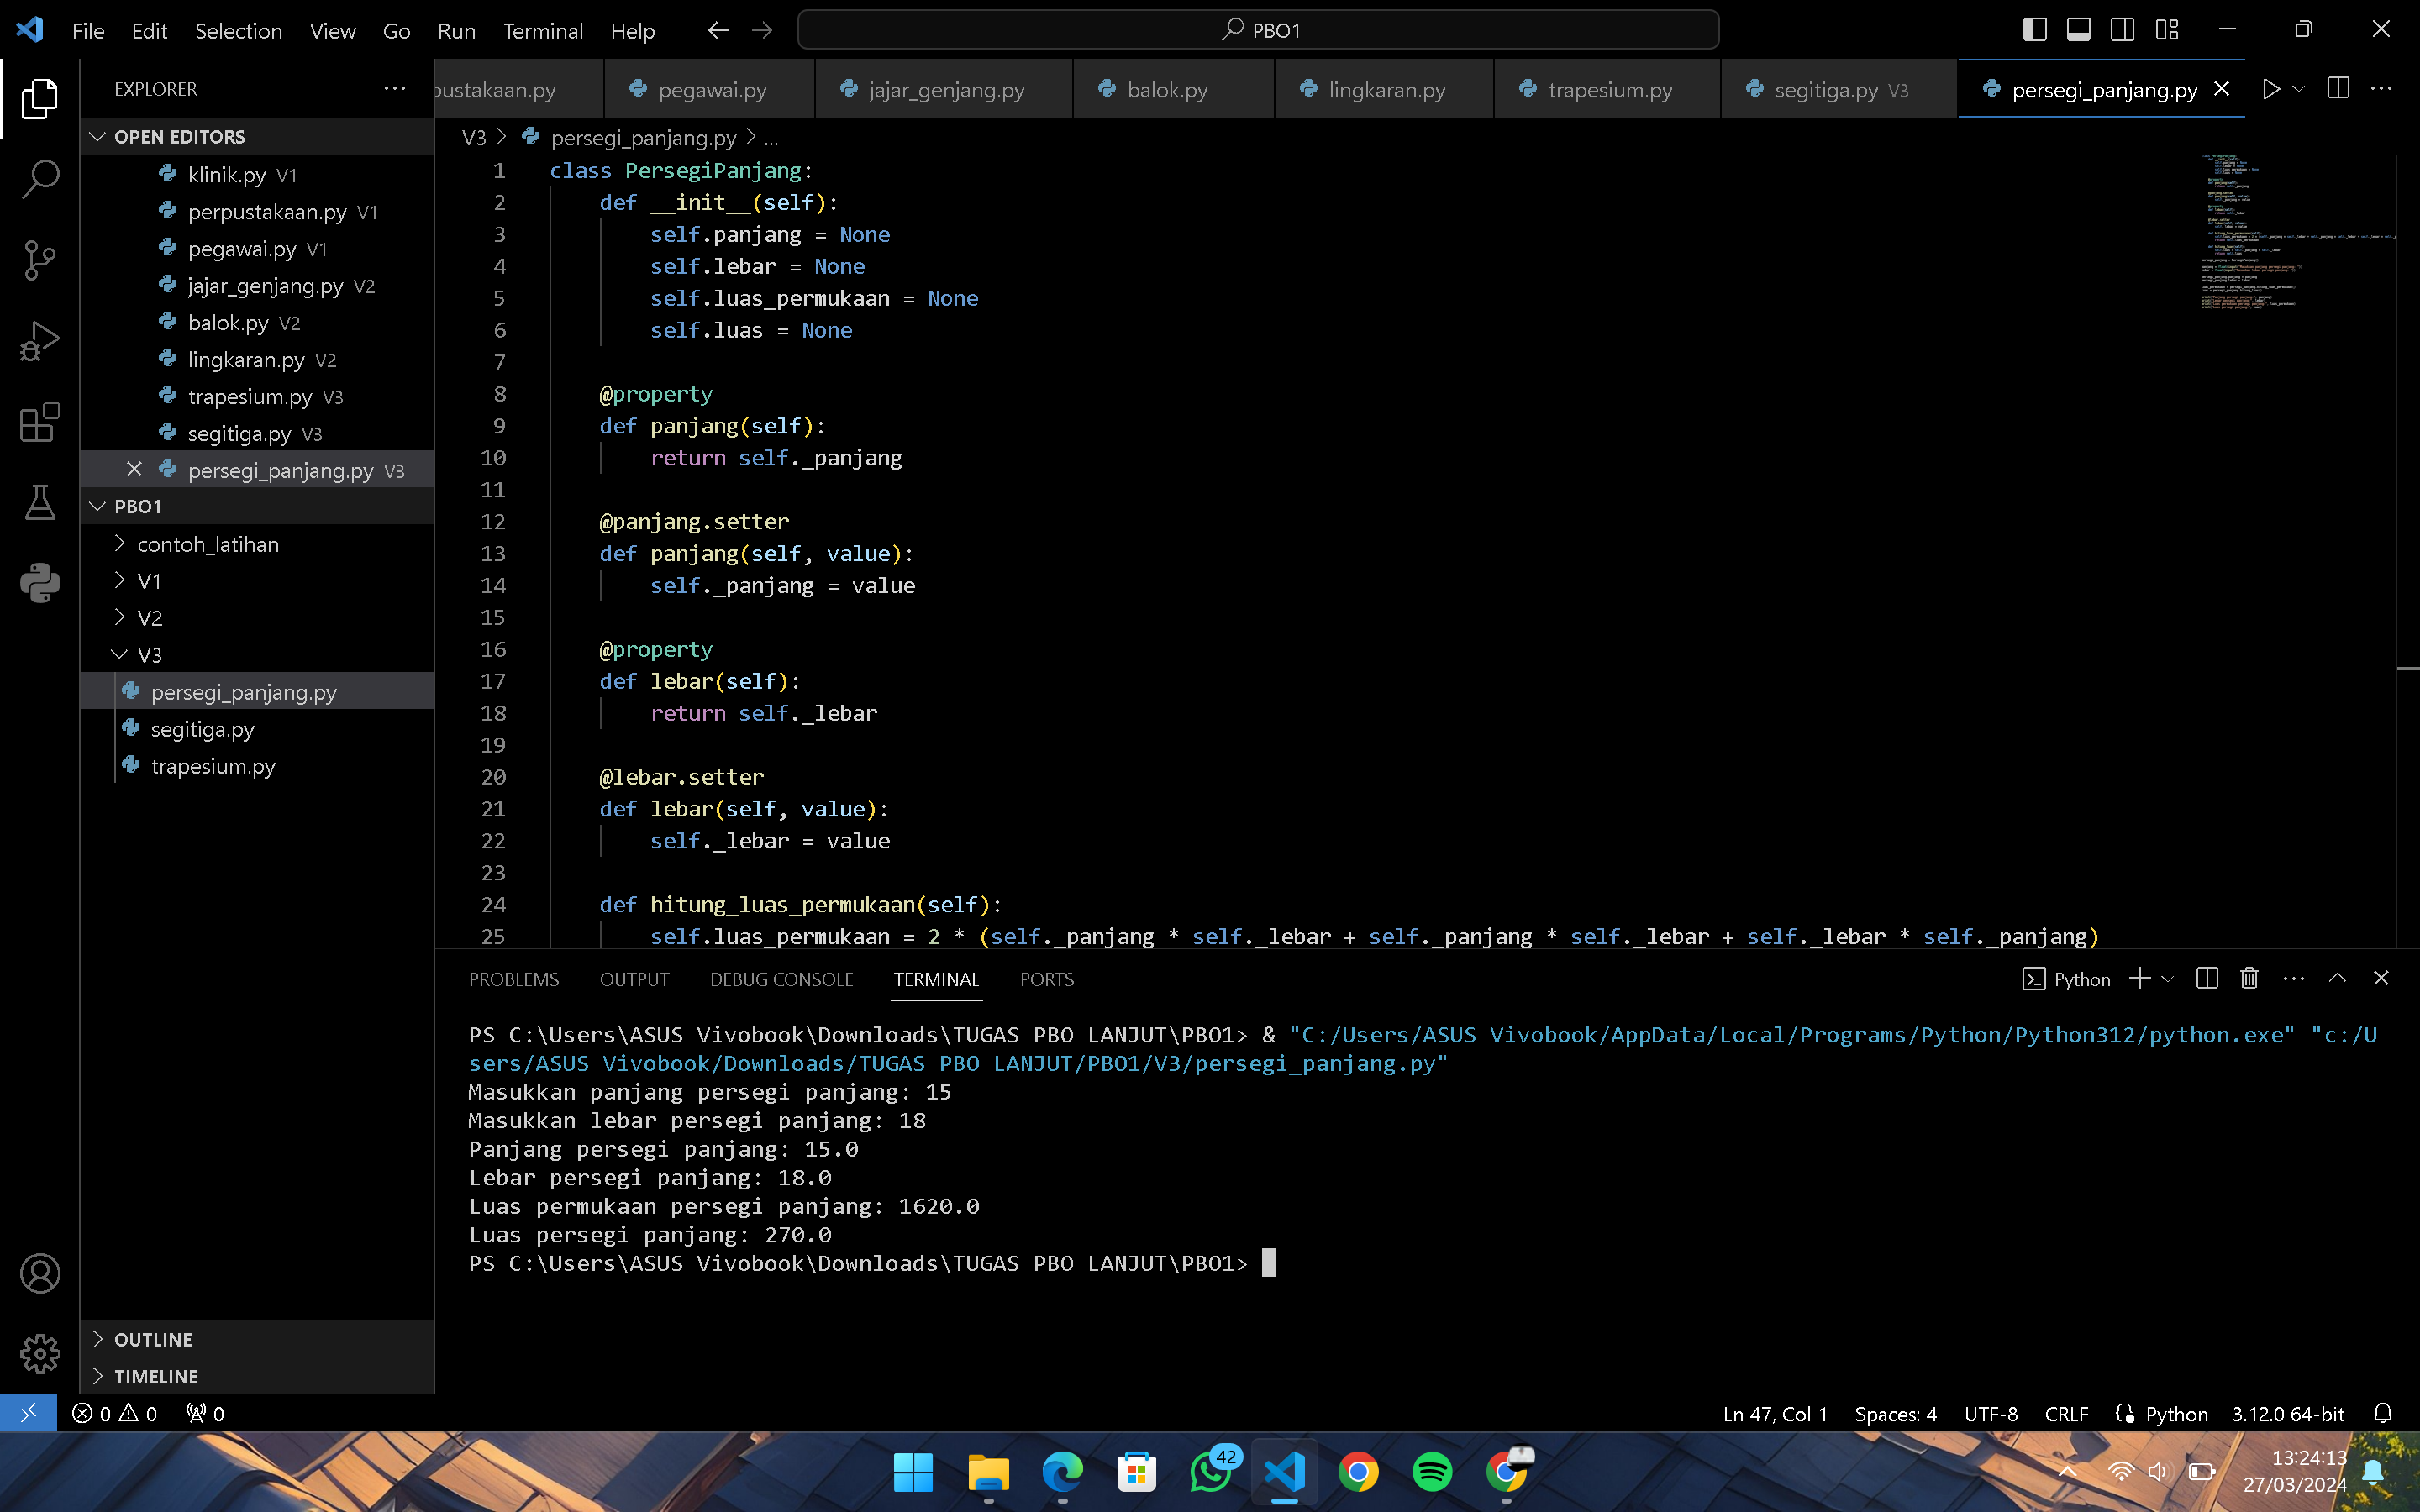 File Edit Selection View Go Run Terminal Help PBO1
EXPLORER
pustakaan.py pegawai.py jajar_genjang.py balok.py lingkaran.py trapesium.py segitiga.py V3 persegi_panjang.py
OPEN EDITORS
klinik.py V1
perpustakaan.py V1
pegawai.py V1
jajar_genjang.py V2
balok.py V2
lingkaran.py V2
trapesium.py V3
segitiga.py V3
persegi_panjang.py V3
PBO1
contoh_latihan
V1
V2
V3
persegi_panjang.py
segitiga.py
trapesium.py
OUTLINE
TIMELINE
V3 > persegi_panjang.py > ...
1 class PersegiPanjang:
2 def __init__(self):
3 self.panjang = None
4 self.lebar = None
5 self.luas_permukaan = None
6 self.luas = None
7
8 @property
9 def panjang(self):
10 return self._panjang
11
12 @panjang.setter
13 def panjang(self, value):
14 self._panjang = value
15
16 @property
17 def lebar(self):
18 return self._lebar
19
20 @lebar.setter
21 def lebar(self, value):
22 self._lebar = value
23
24 def hitung_luas_permukaan(self):
25 self.luas_permukaan = 2 * (self._panjang * self._lebar + self._panjang * self._lebar + self._lebar * self._panjang)
PROBLEMS OUTPUT DEBUG CONSOLE TERMINAL PORTS Python
PS C:\Users\ASUS Vivobook\Downloads\TUGAS PBO LANJUT\PBO1> & "C:/Users/ASUS Vivobook/AppData/Local/Programs/Python/Python312/python.exe" "c:/U
sers/ASUS Vivobook/Downloads/TUGAS PBO LANJUT/PBO1/V3/persegi_panjang.py"
Masukkan panjang persegi panjang: 15
Masukkan lebar persegi panjang: 18
Panjang persegi panjang: 15.0
Lebar persegi panjang: 18.0
Luas permukaan persegi panjang: 1620.0
Luas persegi panjang: 270.0
PS C:\Users\ASUS Vivobook\Downloads\TUGAS PBO LANJUT\PBO1>
0 0 0 Ln 47, Col 1 Spaces: 4 UTF-8 CRLF Python 3.12.0 64-bit
42
13:24:13
27/03/2024